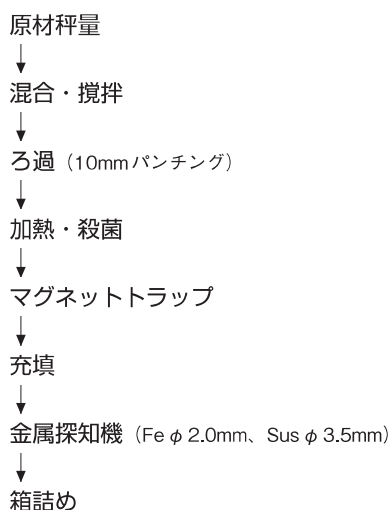 原材秤量
混合・撹拌
ろ過（10mmパンチング）
加熱・殺菌
マグネットトラップ
充填
金属探知機（Fe φ 2.0mm、Sus φ 3.5mm）
箱詰め